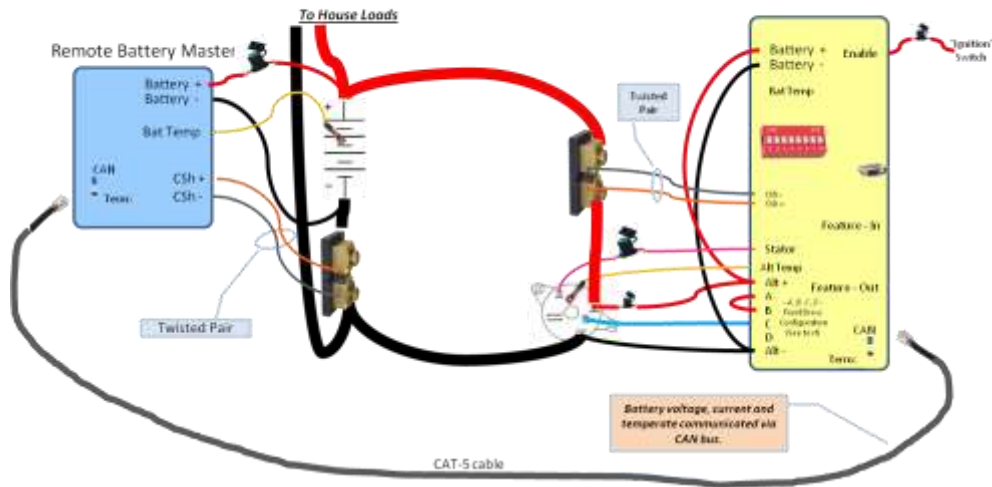 To House Loads
Remote Battery Master
Battery +
Battery -
Bat Temp
CAN
Term:
CSh +
CSh -
Twisted Pair
Twisted
Pair
Battery +
Battery -
Enable
"Ignition"
Switch
Bat Temp
Feature - In
Stator
Alt Temp
Alt +
Feature - Out
A
B
C
D
Configuration
CAN
Alt -
Term:
Battery voltage, current and
temperate communicated via
CAN bus.
CAT-5 cable